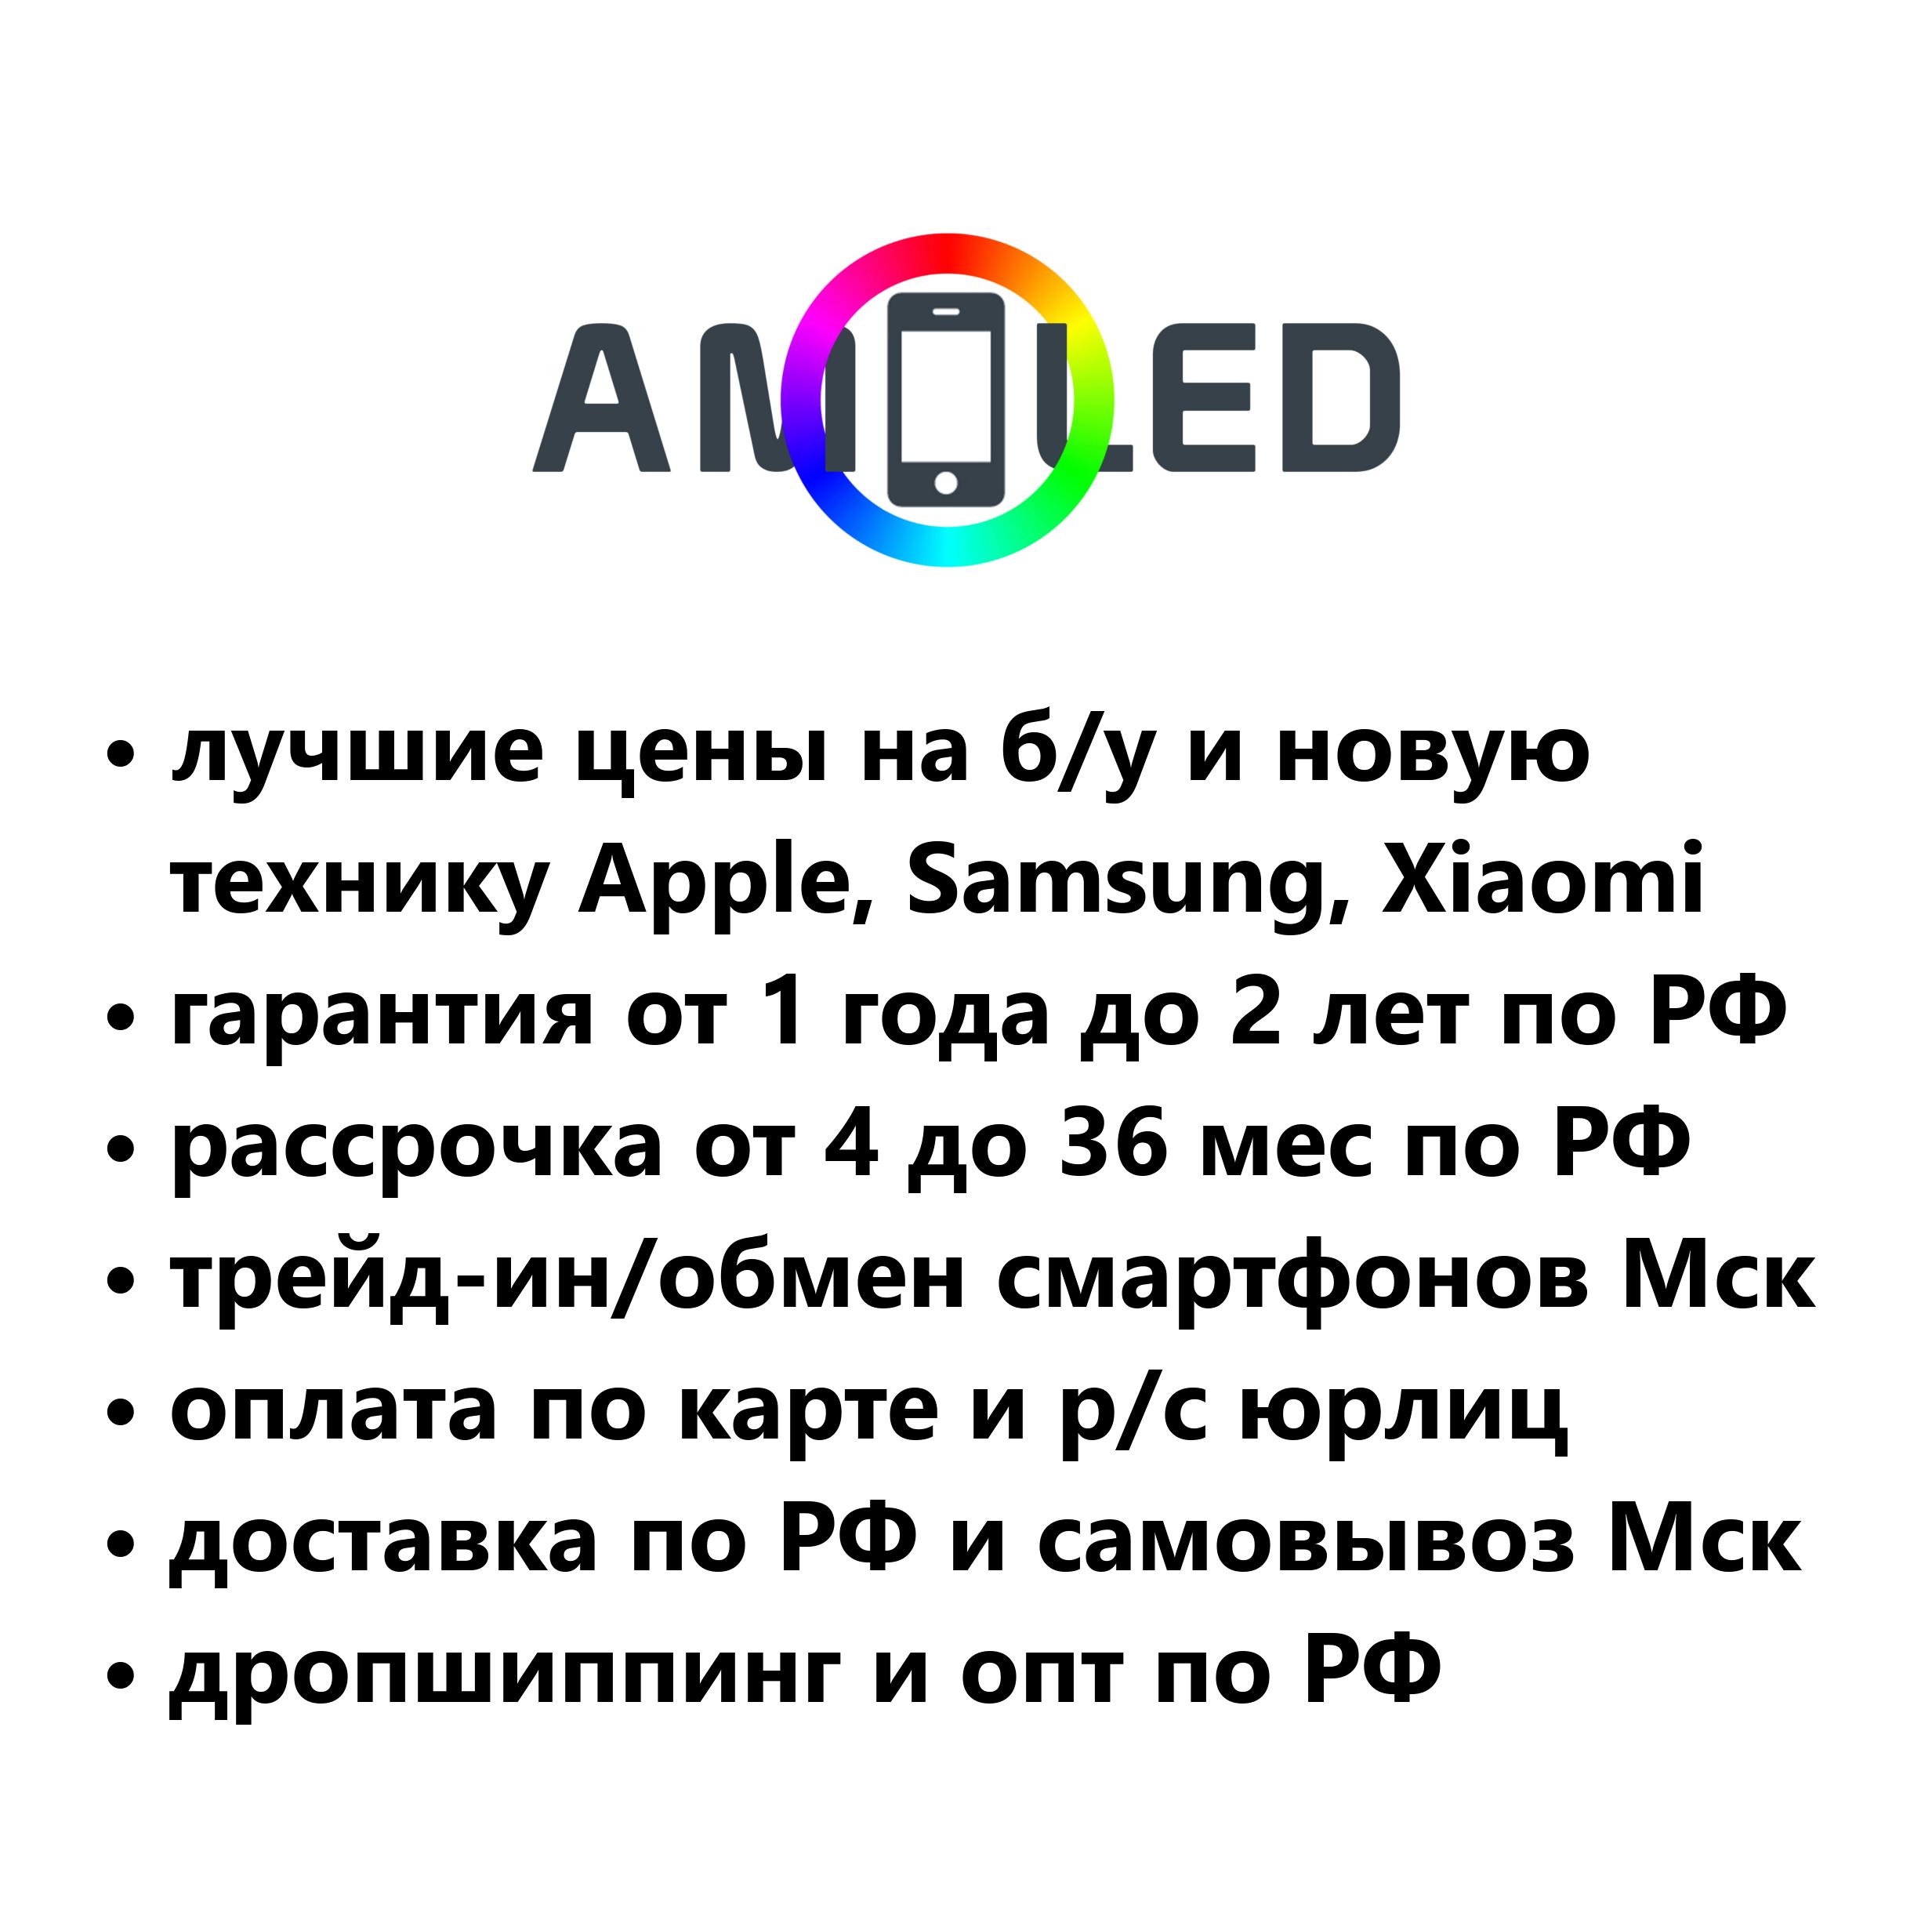 AMOLED
• лучшие цены на б/у и новую
технику Apple, Samsung, Xiaomi
• гарантия от 1 года до 2 лет по РФ
• рассрочка от 4 до 36 мес по РФ
• трейд-ин/обмен смартфонов Мск
• оплата по карте и р/с юрлиц
• доставка по РФ и самовывоз Мск
• дропшиппинг и опт по РФ